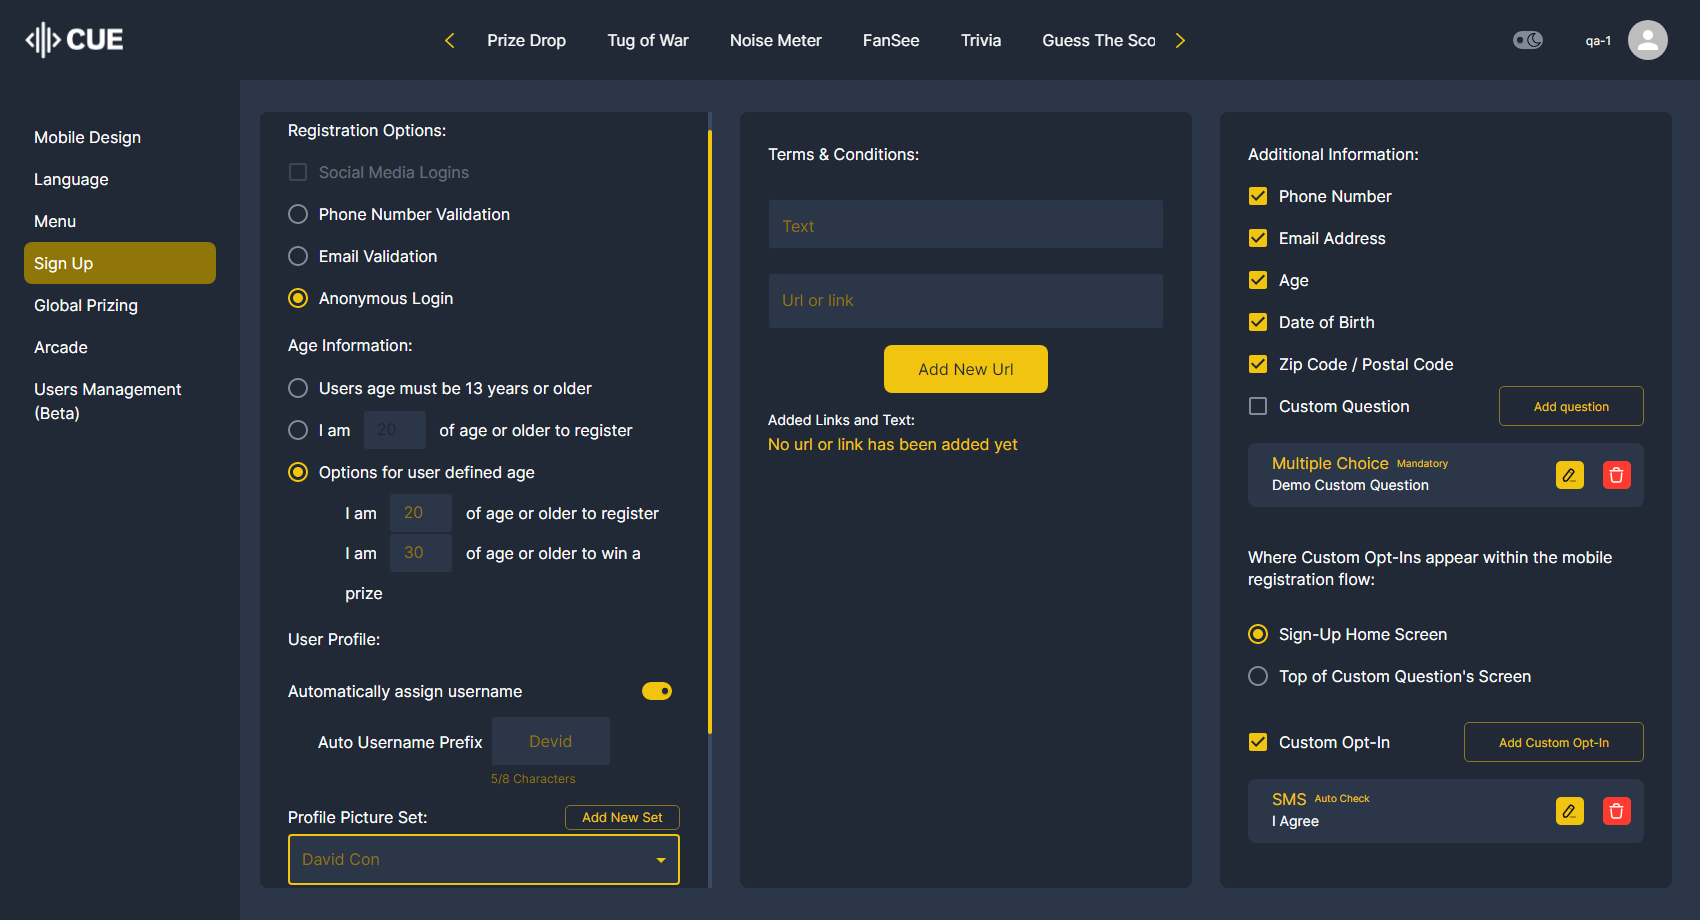 CUE
Prize Drop
Tug of War
Noise Meter
FanSee
Trivia
Guess The Sco
qa-1
Mobile Design
Language
Menu
Sign Up
Global Prizing
Arcade
Users Management
(Beta)
Registration Options:
Social Media Logins
Phone Number Validation
Email Validation
Anonymous Login
Age Information:
Users age must be 13 years or older
I am 20 of age or older to register
Options for user defined age
I am 20 of age or older to register
I am 30 of age or older to win a
prize
User Profile:
Automatically assign username
Auto Username Prefix Devid
5/8 Characters
Profile Picture Set:
Add New Set
David Con
Terms & Conditions:
Text
Url or link
Add New Url
Added Links and Text:
No url or link has been added yet
Additional Information:
Phone Number
Email Address
Age
Date of Birth
Zip Code / Postal Code
Custom Question
Add question
Multiple Choice Mandatory
Demo Custom Question
Where Custom Opt-Ins appear within the mobile
registration flow:
Sign-Up Home Screen
Top of Custom Question's Screen
Custom Opt-In
Add Custom Opt-In
SMS Auto Check
I Agree